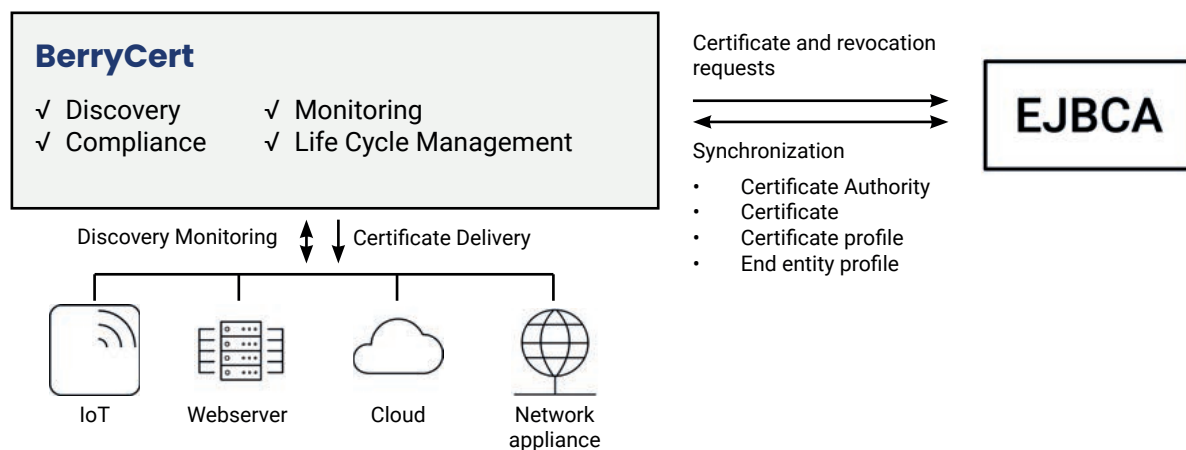 BerryCert
√ Discovery
√ Compliance
√ Monitoring
√ Life Cycle Management
Certificate and revocation
requests
EJBCA
Synchronization
• Certificate Authority
• Certificate
• Certificate profile
• End entity profile
Discovery Monitoring
Certificate Delivery
IoT
Webserver
Cloud
Network
appliance